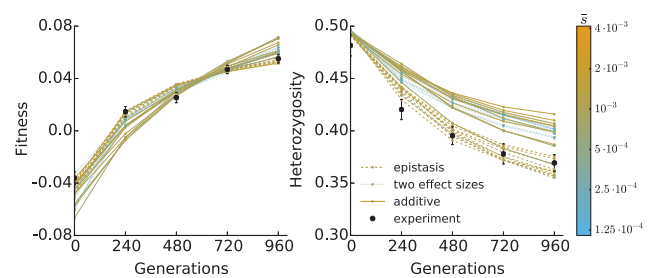 0.08
0.04
0.0
-0.04
-0.08
Fitness
0 240 480 720 960
Generations
0.50
0.45
0.40
0.35
0.30
Heterozygosity
epistasis
two effect sizes
additive
experiment
0 240 480 720 960
Generations
s̅
4·10⁻³
2·10⁻³
10⁻³
5·10⁻⁴
2.5·10⁻⁴
1.25·10⁻⁴